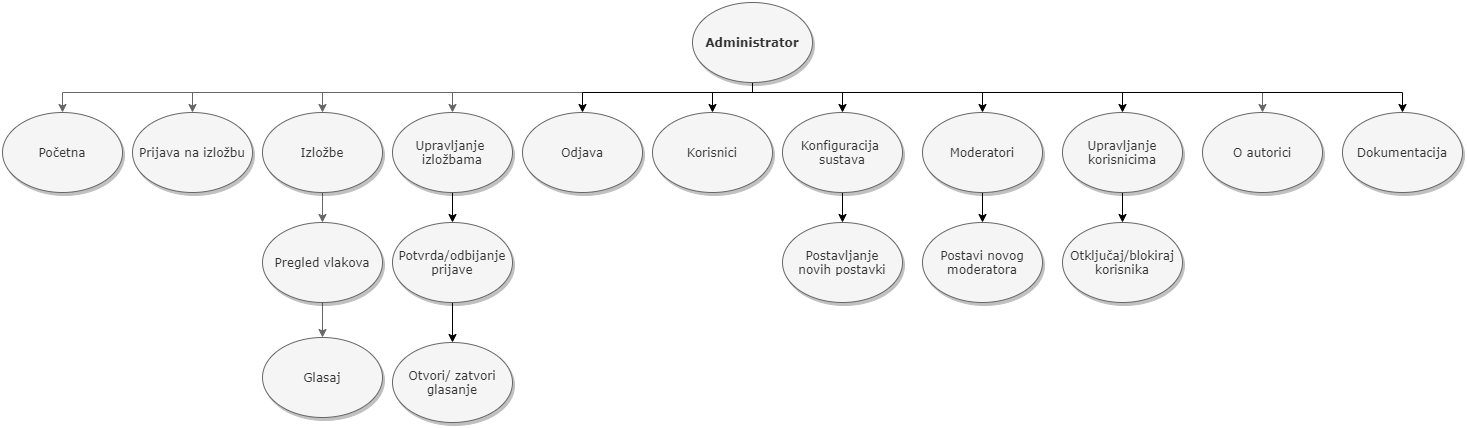 Administrator
Početna
Prijava na izložbu
Izložbe
Upravljanje
izložbama
Odjava
Korisnici
Konfiguracija
sustava
Moderatori
Upravljanje
korisnicima
O autorici
Dokumentacija
Pregled vlakova
Potvrda/odbijanje
prijave
Postavljanje
novih postavki
Postavi novog
moderatora
Otključaj/blokiraj
korisnika
Glasaj
Otvori/ zatvori
glasanje